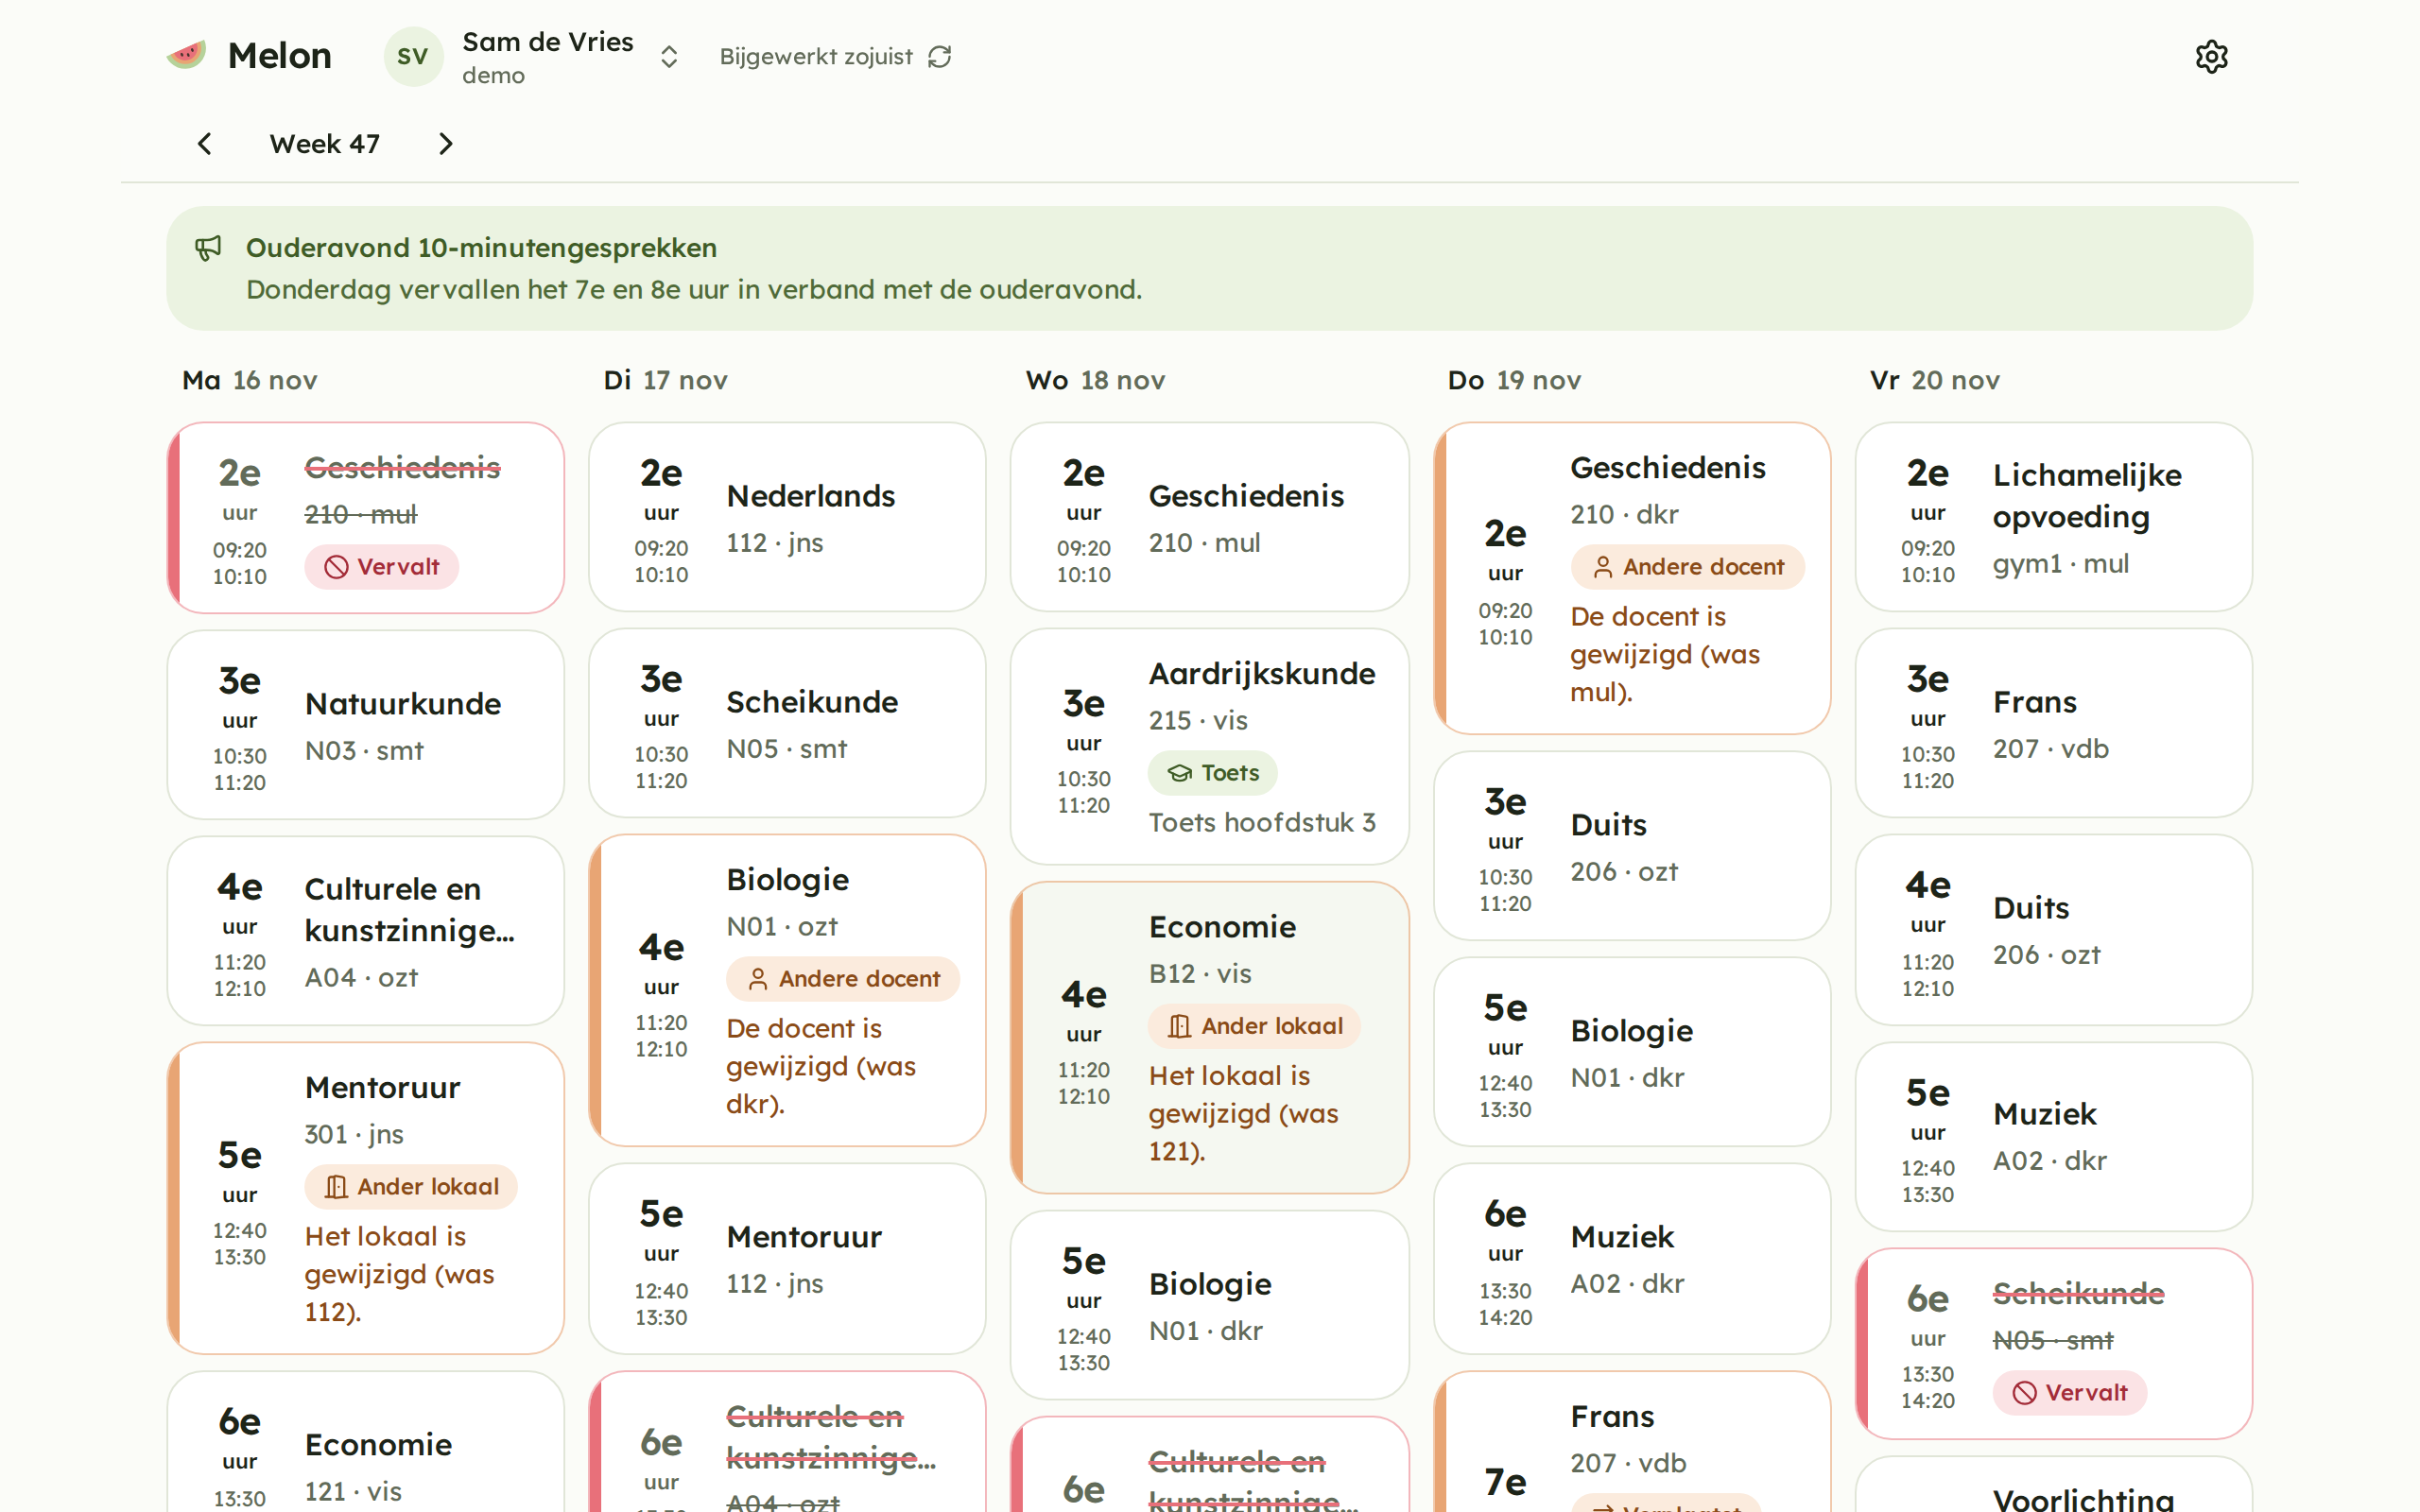 Melon
SV
Sam de Vries
demo
Bijgewerkt zojuist
Week 47
Ouderavond 10-minutengesprekken
Donderdag vervallen het 7e en 8e uur in verband met de ouderavond.
Ma 16 nov
2e
uur
09:20
10:10
Geschiedenis
210 · mul
Vervalt
3e
uur
10:30
11:20
Natuurkunde
N03 · smt
4e
uur
11:20
12:10
Culturele en
kunstzinnige…
A04 · ozt
5e
uur
12:40
13:30
Mentoruur
301 · jns
Ander lokaal
Het lokaal is
gewijzigd (was
112).
6e
uur
13:30
Economie
121 · vis
Di 17 nov
2e
uur
09:20
10:10
Nederlands
112 · jns
3e
uur
10:30
11:20
Scheikunde
N05 · smt
4e
uur
11:20
12:10
Biologie
N01 · ozt
Andere docent
De docent is
gewijzigd (was
dkr).
5e
uur
12:40
13:30
Mentoruur
112 · jns
6e
uur
Culturele en
kunstzinnige…
A04 · ozt
Wo 18 nov
2e
uur
09:20
10:10
Geschiedenis
210 · mul
3e
uur
10:30
11:20
Aardrijkskunde
215 · vis
Toets
Toets hoofdstuk 3
4e
uur
11:20
12:10
Economie
B12 · vis
Ander lokaal
Het lokaal is
gewijzigd (was
121).
5e
uur
12:40
13:30
Biologie
N01 · dkr
6e
Culturele en
kunstzinnige…
Do 19 nov
2e
uur
09:20
10:10
Geschiedenis
210 · dkr
Andere docent
De docent is
gewijzigd (was
mul).
3e
uur
10:30
11:20
Duits
206 · ozt
5e
uur
12:40
13:30
Biologie
N01 · dkr
6e
uur
13:30
14:20
Muziek
A02 · dkr
7e
Frans
207 · vdb
Vr 20 nov
2e
uur
09:20
10:10
Lichamelijke
opvoeding
gym1 · mul
3e
uur
10:30
11:20
Frans
207 · vdb
4e
uur
11:20
12:10
Duits
206 · ozt
5e
uur
12:40
13:30
Muziek
A02 · dkr
6e
uur
13:30
14:20
Scheikunde
N05 · smt
Vervalt
Voorlichting